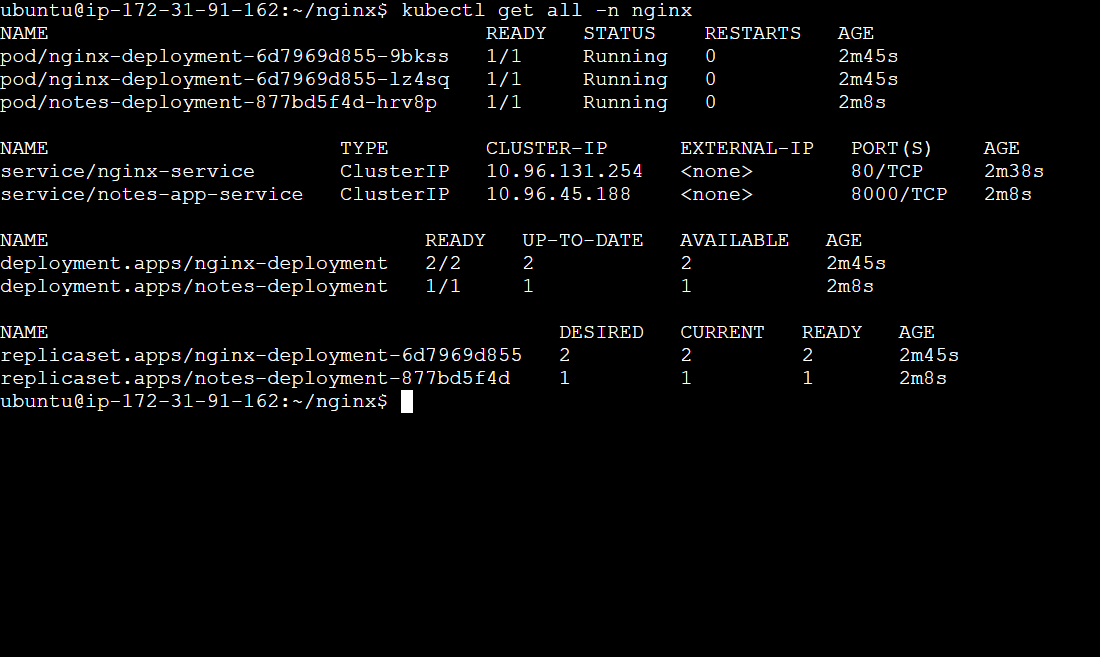 ubuntu@ip-172-31-91-162:~/nginx$ kubectl get all -n nginx
NAME READY STATUS RESTARTS AGE
pod/nginx-deployment-6d7969d855-9bkss 1/1 Running 0 2m45s
pod/nginx-deployment-6d7969d855-lz4sq 1/1 Running 0 2m45s
pod/notes-deployment-877bd5f4d-hrv8p 1/1 Running 0 2m8s
NAME TYPE CLUSTER-IP EXTERNAL-IP PORT(S) AGE
service/nginx-service ClusterIP 10.96.131.254 <none> 80/TCP 2m38s
service/notes-app-service ClusterIP 10.96.45.188 <none> 8000/TCP 2m8s
NAME READY UP-TO-DATE AVAILABLE AGE
deployment.apps/nginx-deployment 2/2 2 2 2m45s
deployment.apps/notes-deployment 1/1 1 1 2m8s
NAME DESIRED CURRENT READY AGE
replicaset.apps/nginx-deployment-6d7969d855 2 2 2 2m45s
replicaset.apps/notes-deployment-877bd5f4d 1 1 1 2m8s
ubuntu@ip-172-31-91-162:~/nginx$